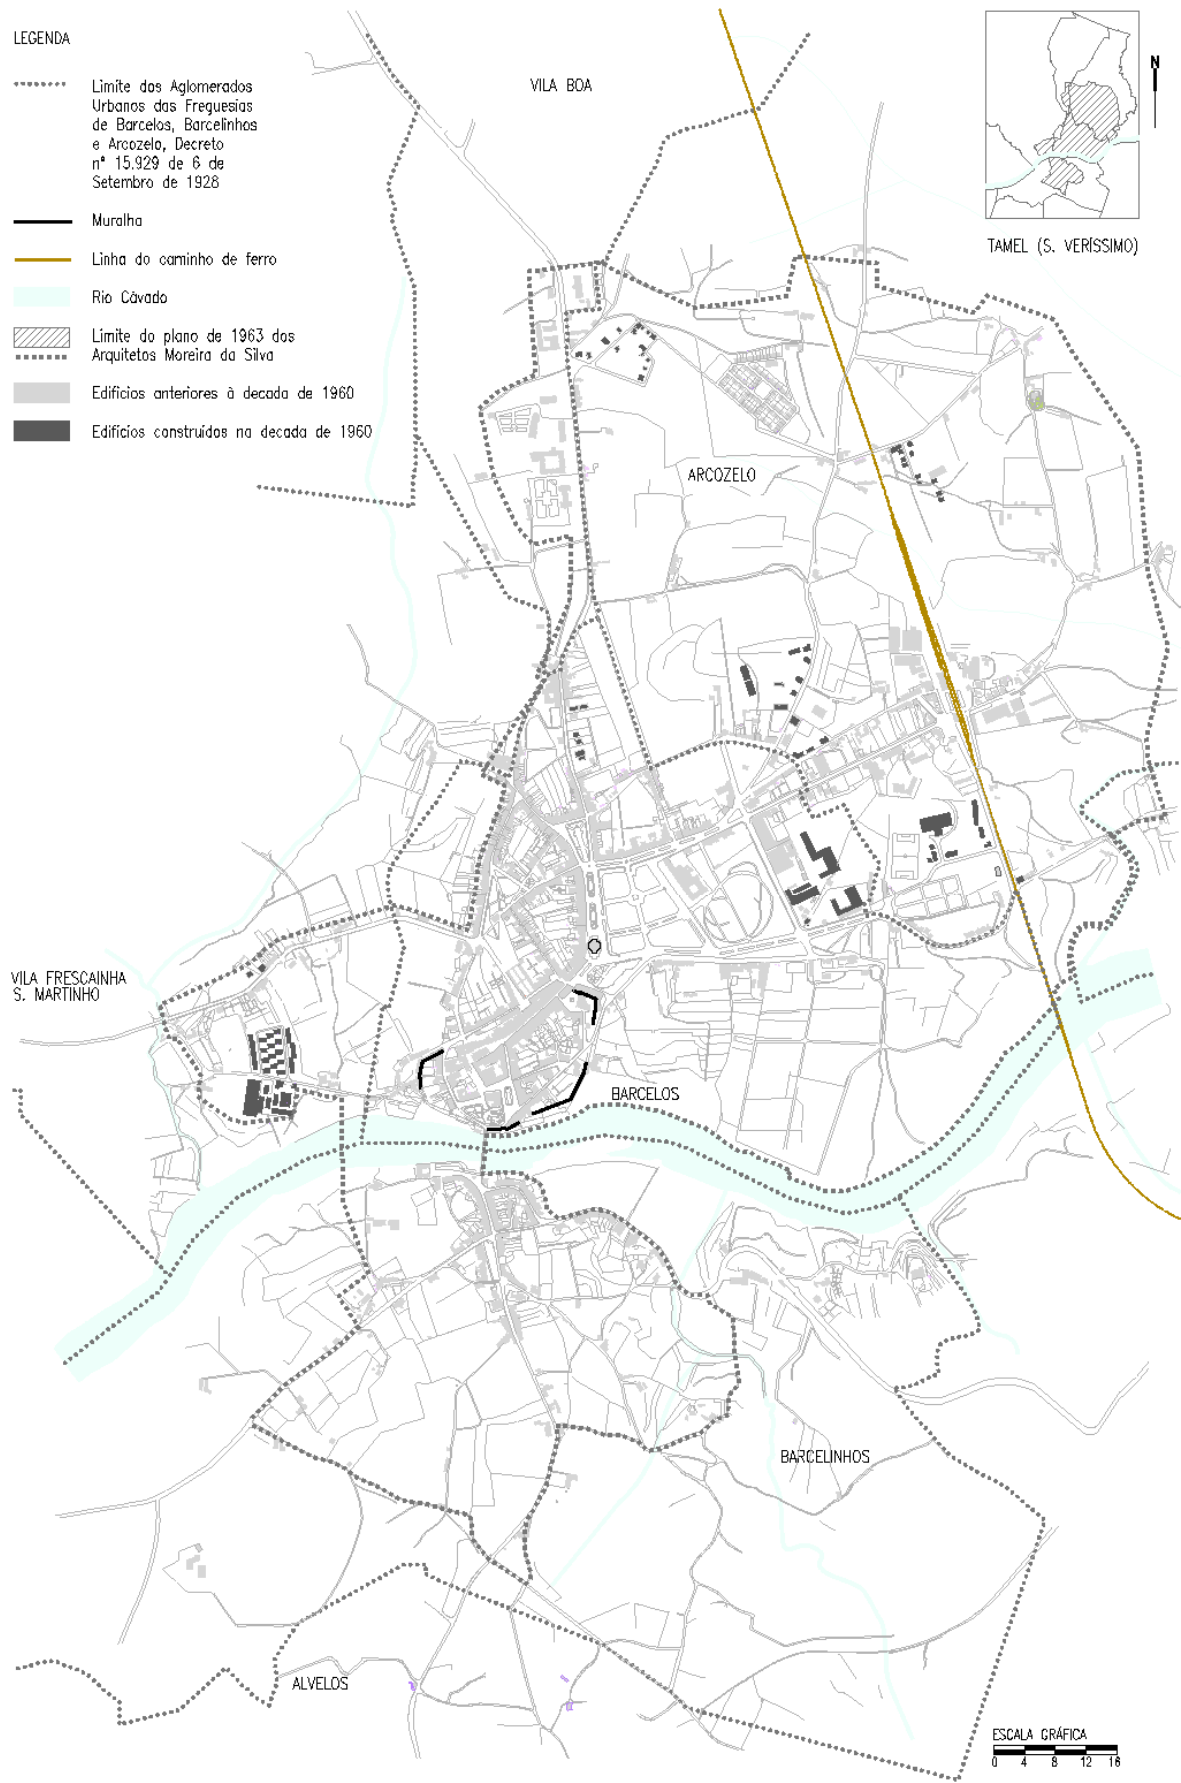 LEGENDA
Limite dos Aglomerados
Urbanos das Freguesias
de Barcelos, Barcelinhos
e Arcozelo, Decreto
nº 15.929 de 6 de
Setembro de 1928
Muralha
Linha do caminho de ferro
Rio Cávado
Limite do plano de 1963 dos
Arquitetos Moreira da Silva
Edifícios anteriores à decada de 1960
Edifícios construídos na decada de 1960
VILA BOA
N
TAMEL (S. VERÍSSIMO)
ARCOZELO
VILA FRESCAINHA
S. MARTINHO
BARCELOS
BARCELINHOS
ALVELOS
ESCALA GRÁFICA
0 4 8 12 16